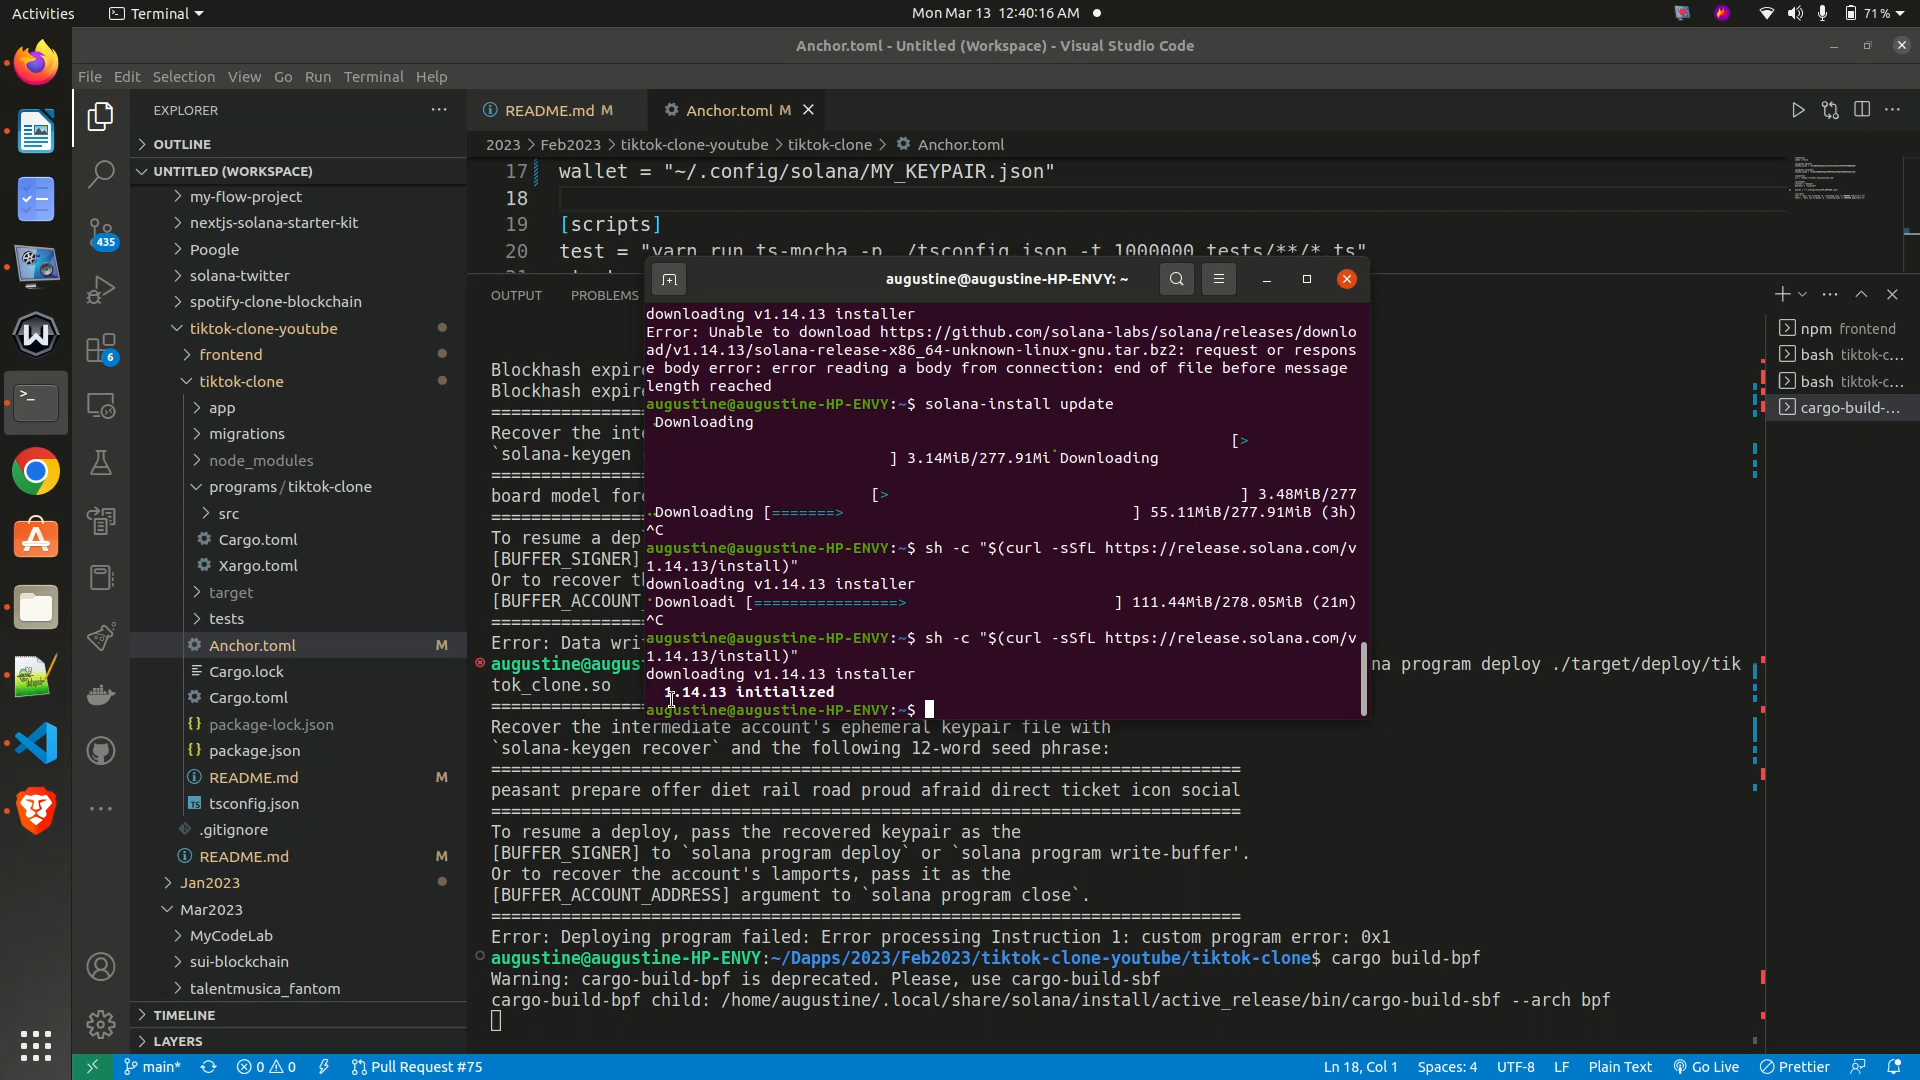 Activities
Terminal
Mon Mar 13 12:40:16 AM
71 %
Anchor.toml - Untitled (Workspace) - Visual Studio Code
File Edit Selection View Go Run Terminal Help
EXPLORER
OUTLINE
UNTITLED (WORKSPACE)
my-flow-project
nextjs-solana-starter-kit
Poogle
solana-twitter
spotify-clone-blockchain
tiktok-clone-youtube
frontend
tiktok-clone
app
migrations
node_modules
programs/tiktok-clone
src
Cargo.toml
Xargo.toml
target
tests
Anchor.toml M
Cargo.lock
Cargo.toml
package-lock.json
package.json
README.md M
tsconfig.json
.gitignore
README.md M
Jan2023
Mar2023
MyCodeLab
sui-blockchain
talentmusica_fantom
TIMELINE
LAYERS
435
6
README.md M
Anchor.toml M
2023 > Feb2023 > tiktok-clone-youtube > tiktok-clone > Anchor.toml
17 wallet = "~/.config/solana/MY_KEYPAIR.json"
18
19 [scripts]
20 test = "yarn run ts-mocha -p ./tsconfig.json -t 1000000 tests/**/*.ts"
OUTPUT PROBLEMS
npm frontend
bash tiktok-c...
bash tiktok-c...
cargo-build-...
augustine@augustine-HP-ENVY: ~
downloading v1.14.13 installer
Error: Unable to download https://github.com/solana-labs/solana/releases/downlo
ad/v1.14.13/solana-release-x86_64-unknown-linux-gnu.tar.bz2: request or respons
e body error: error reading a body from connection: end of file before message
length reached
augustine@augustine-HP-ENVY:~$ solana-install update
Downloading
[>
] 3.14MiB/277.91Mi Downloading
[> ] 3.48MiB/277
Downloading [=======> ] 55.11MiB/277.91MiB (3h)
^C
augustine@augustine-HP-ENVY:~$ sh -c "$(curl -sSfL https://release.solana.com/v
1.14.13/install)"
downloading v1.14.13 installer
Downloadi [================> ] 111.44MiB/278.05MiB (21m)
^C
augustine@augustine-HP-ENVY:~$ sh -c "$(curl -sSfL https://release.solana.com/v
1.14.13/install)"
downloading v1.14.13 installer
1.14.13 initialized
augustine@augustine-HP-ENVY:~$
Blockhash expire
Blockhash expire
Recover the inte
`solana-keygen
board model for
To resume a dep
[BUFFER_SIGNER]
Or to recover t
[BUFFER_ACCOUNT_
Error: Data wri
augustine@augus
na program deploy ./target/deploy/tik
tok_clone.so
Recover the intermediate account's ephemeral keypair file with
`solana-keygen recover` and the following 12-word seed phrase:
================================================================================
peasant prepare offer diet rail road proud afraid direct ticket icon social
================================================================================
To resume a deploy, pass the recovered keypair as the
[BUFFER_SIGNER] to `solana program deploy` or `solana program write-buffer'.
Or to recover the account's lamports, pass it as the
[BUFFER_ACCOUNT_ADDRESS] argument to `solana program close`.
================================================================================
Error: Deploying program failed: Error processing Instruction 1: custom program error: 0x1
augustine@augustine-HP-ENVY:~/Dapps/2023/Feb2023/tiktok-clone-youtube/tiktok-clone$ cargo build-bpf
Warning: cargo-build-bpf is deprecated. Please, use cargo-build-sbf
cargo-build-bpf child: /home/augustine/.local/share/solana/install/active_release/bin/cargo-build-sbf --arch bpf
main* 0 0 Pull Request #75 Ln 18, Col 1 Spaces: 4 UTF-8 LF Plain Text Go Live Prettier